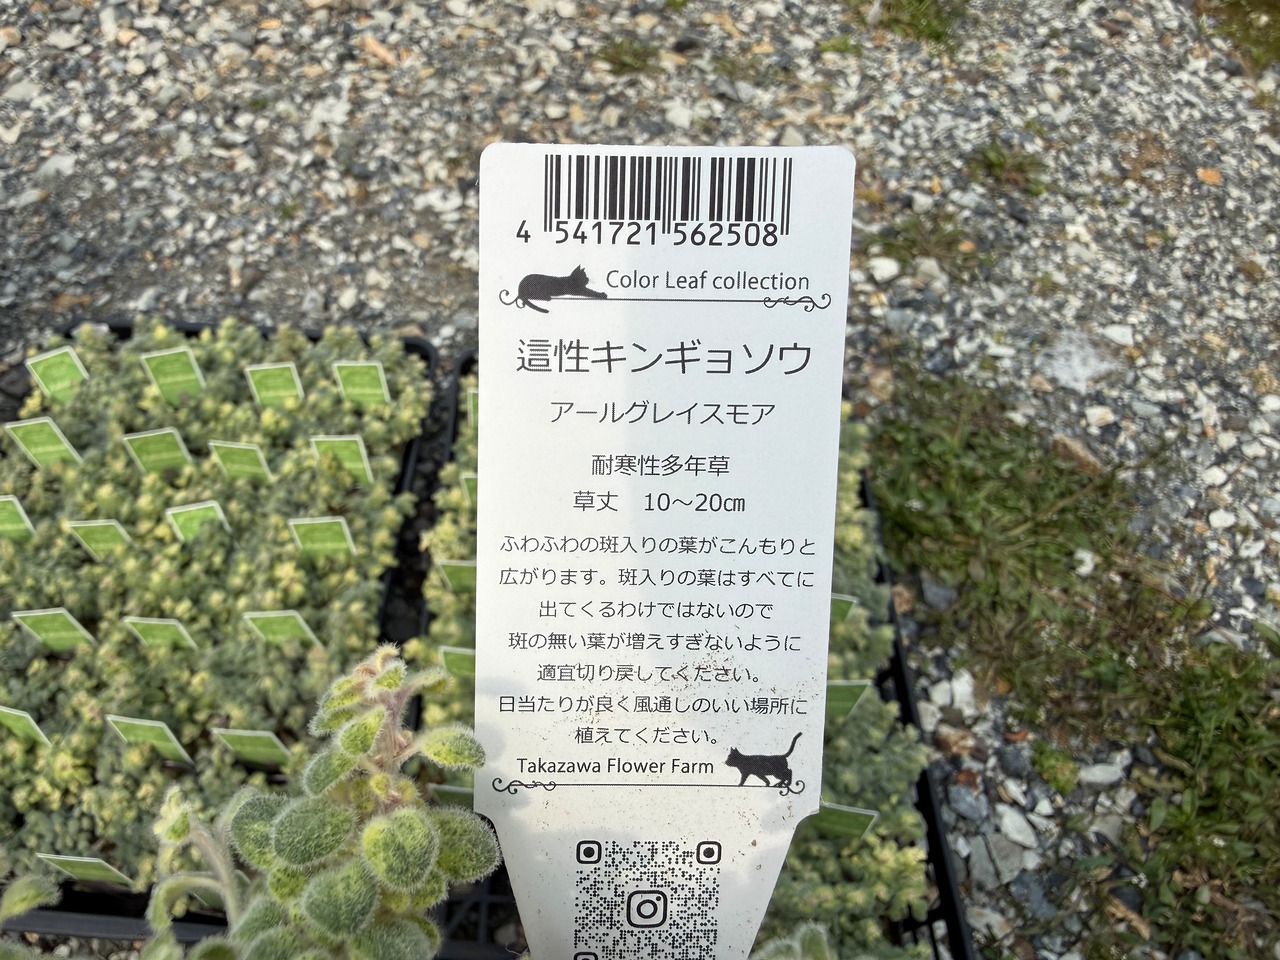 4 541721 562508
Color Leaf collection
這性キンギョソウ
アールグレイスモア
耐寒性多年草
草丈 10~20㎝
ふわふわの斑入りの葉がこんもりと
広がります。斑入りの葉はすべてに
出てくるわけではないので
斑の無い葉が増えすぎないように
適宜切り戻してください。
日当たりが良く風通しのいい場所に
植えてください。
Takazawa Flower Farm